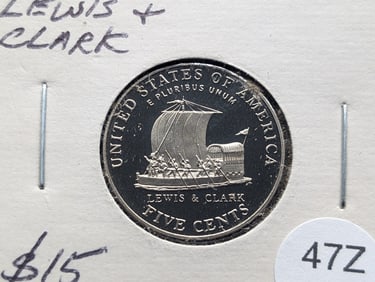 LEWIS +
CLARK
UNITED STATES OF AMERICA
E PLURIBUS UNUM
LEWIS & CLARK
FIVE CENTS
$15
47Z